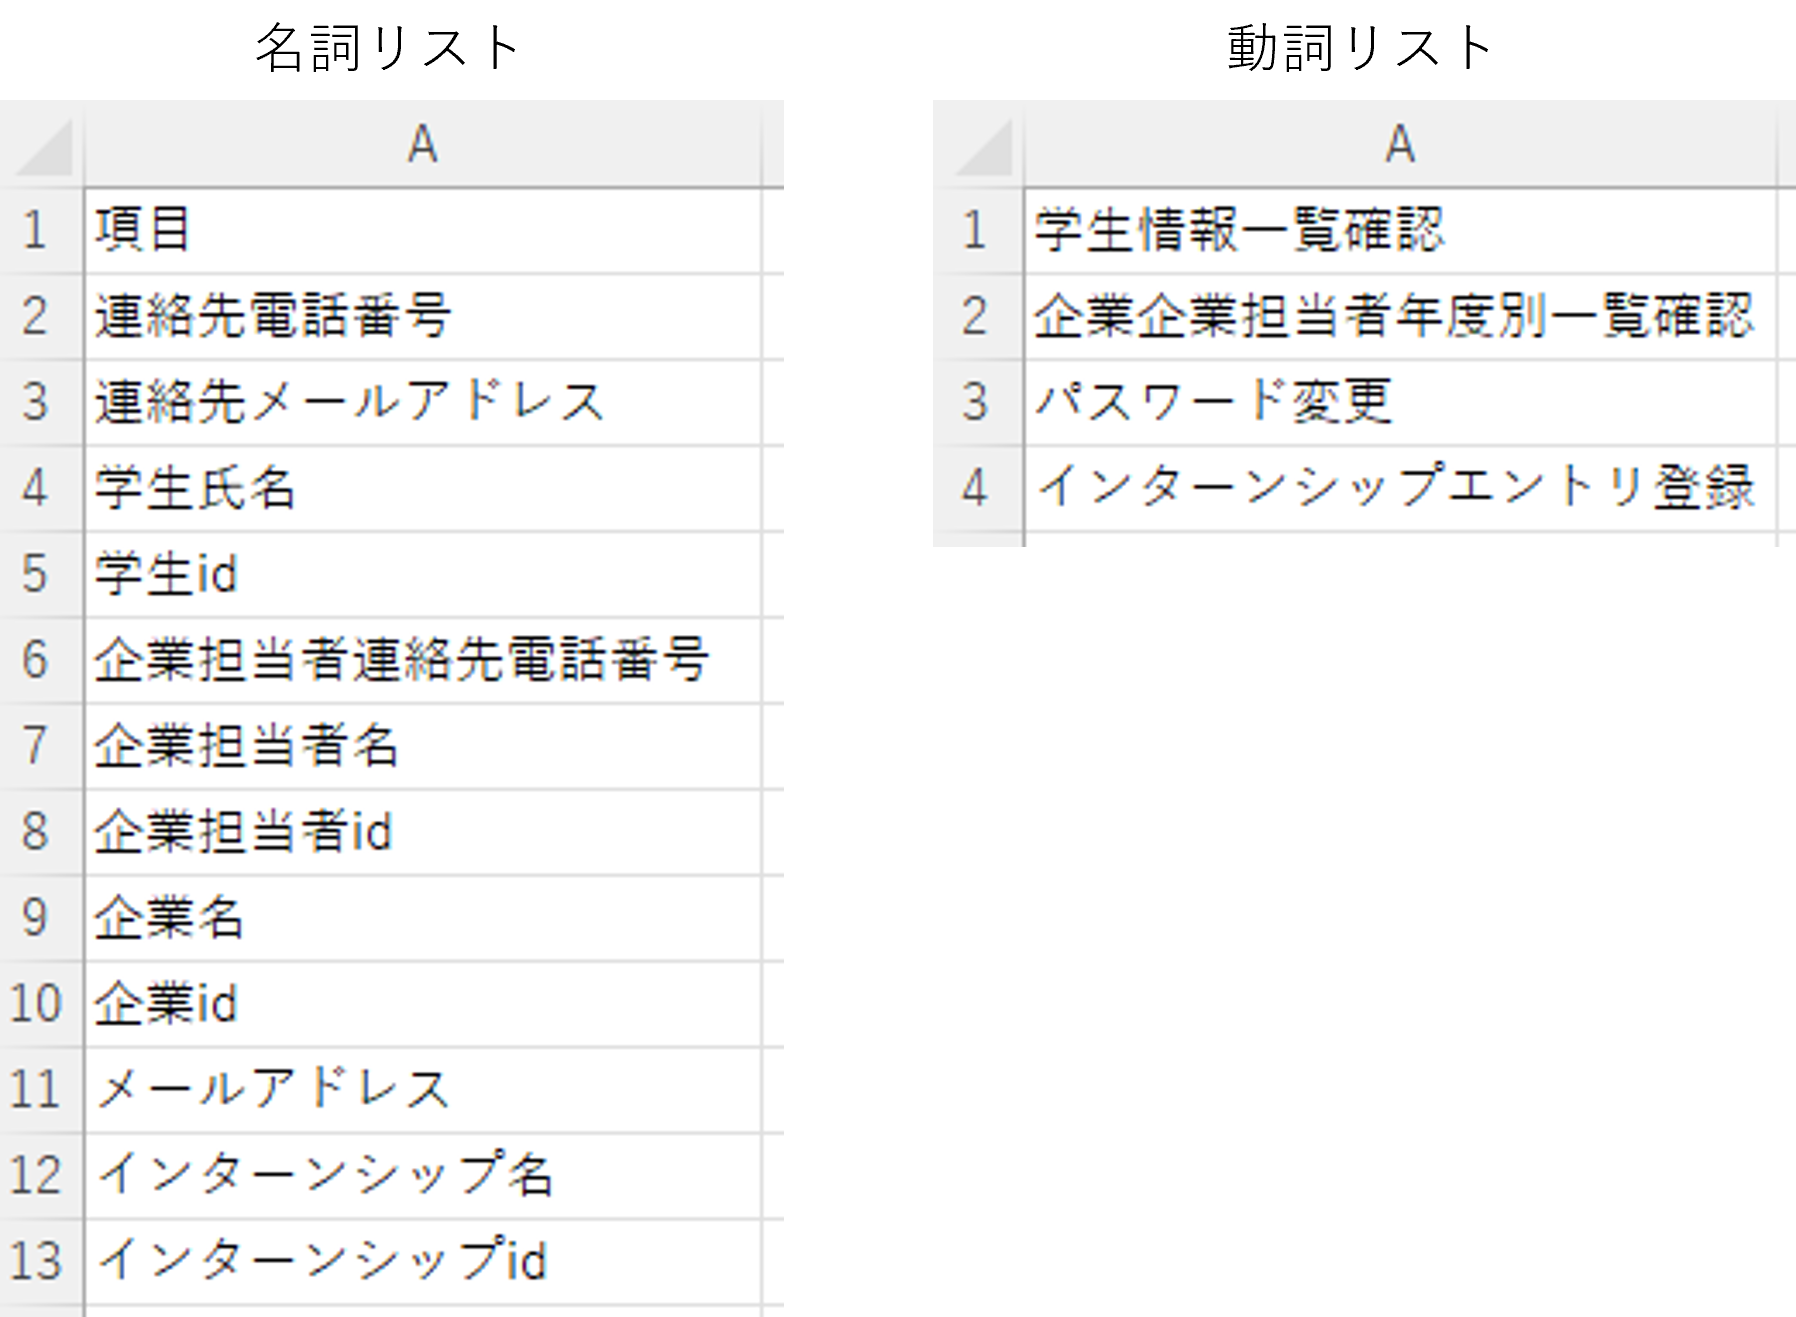 名詞リスト
A
1 項目
2 連絡先電話番号
3 連絡先メールアドレス
4 学生氏名
5 学生id
6 企業担当者連絡先電話番号
7 企業担当者名
8 企業担当者id
9 企業名
10 企業id
11 メールアドレス
12 インターンシップ名
13 インターンシップid
動詞リスト
A
1 学生情報一覧確認
2 企業企業担当者年度別一覧確認
3 パスワード変更
4 インターンシップエントリ登録